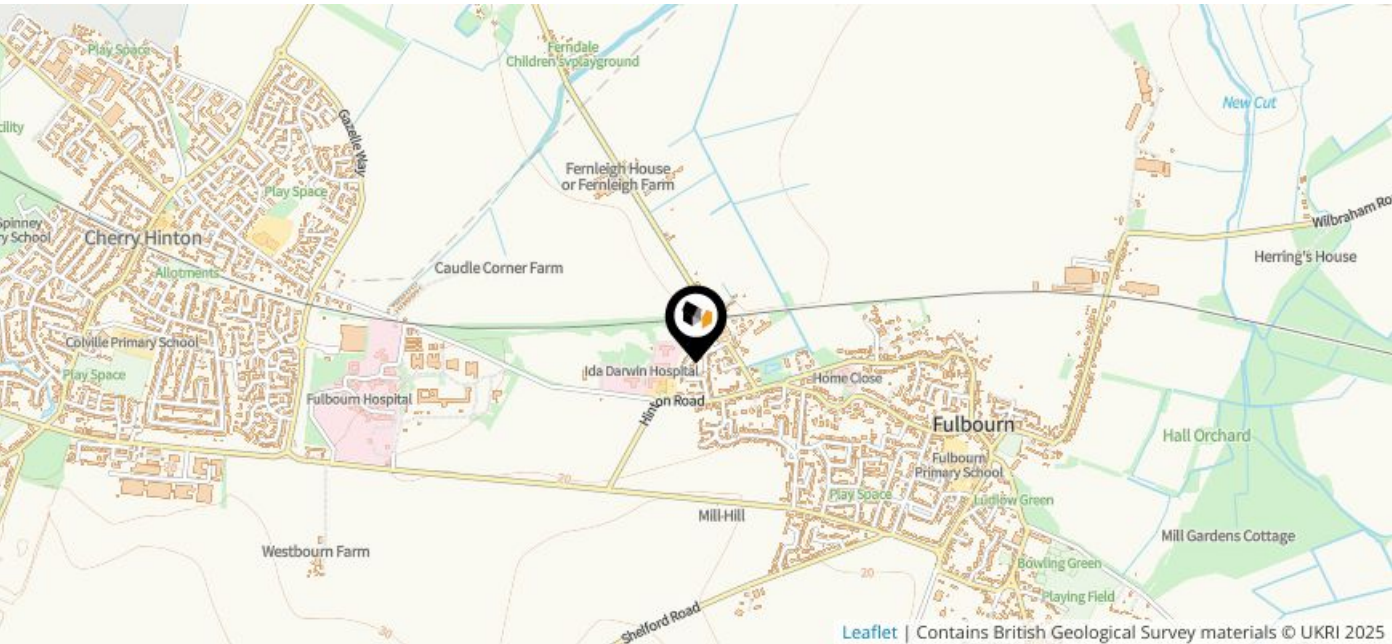 Play Space
Ferndale
Children'svplayground
New Cut
Gazelle Way
ility
Fernleigh House
or Fernleigh Farm
Play Space
Wilbraham Ro
Spinney
ry School
Cherry Hinton
Herring's House
Caudle Corner Farm
Allotments
Colville Primary School
Ida Darwin Hospital
Play Space
Home Close
Fulbourn Hospital
Hinton Road
Fulbourn
Hall Orchard
Fulbourn
Primary School
20
Play Space
Ludlow Green
Mill-Hill
Mill Gardens Cottage
Westbourn Farm
Bowling Green
20
Playing Field
Shelford Road
30
Leaflet | Contains British Geological Survey materials © UKRI 2025